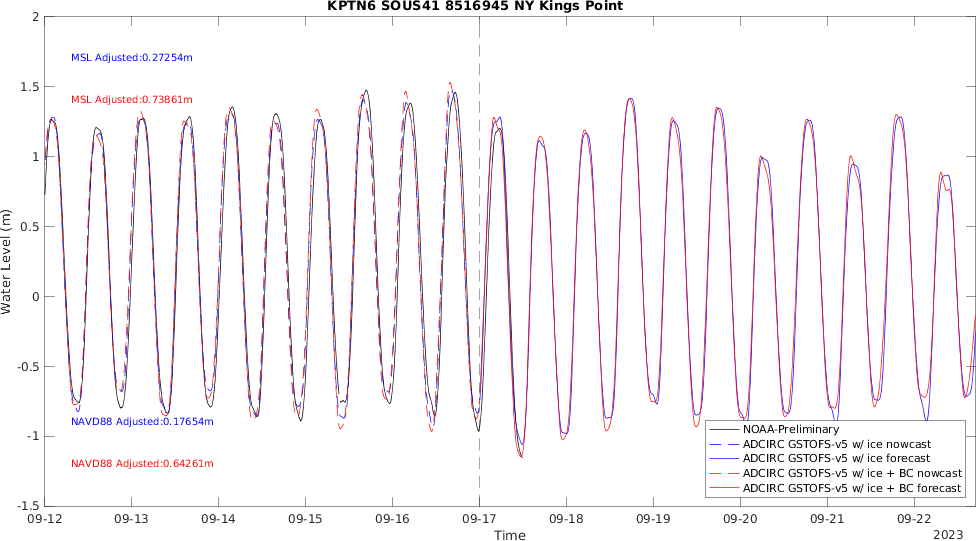 KPTN6 SOUS41 8516945 NY Kings Point
2
1.5
1
0.5
0
-0.5
-1
-1.5
Water Level (m)
MSL Adjusted:0.27254m
MSL Adjusted:0.73861m
NAVD88 Adjusted:0.17654m
NAVD88 Adjusted:0.64261m
NOAA-Preliminary
ADCIRC GSTOFS-v5 w/ ice nowcast
ADCIRC GSTOFS-v5 w/ ice forecast
ADCIRC GSTOFS-v5 w/ ice + BC nowcast
ADCIRC GSTOFS-v5 w/ ice + BC forecast
09-12 09-13 09-14 09-15 09-16 09-17 09-18 09-19 09-20 09-21 09-22
Time
2023